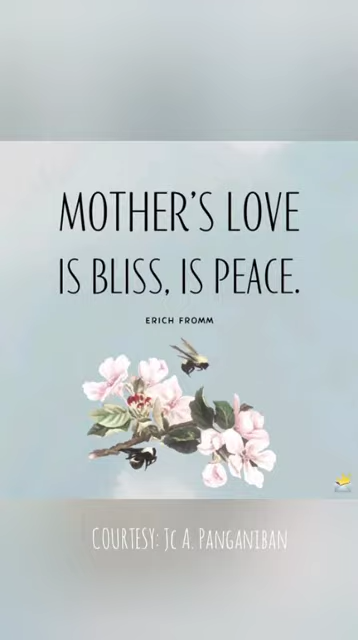 MOTHER'S LOVE
IS BLISS, IS PEACE.
ERICH FROMM
COURTESY: Jc A. PANGANIBAN